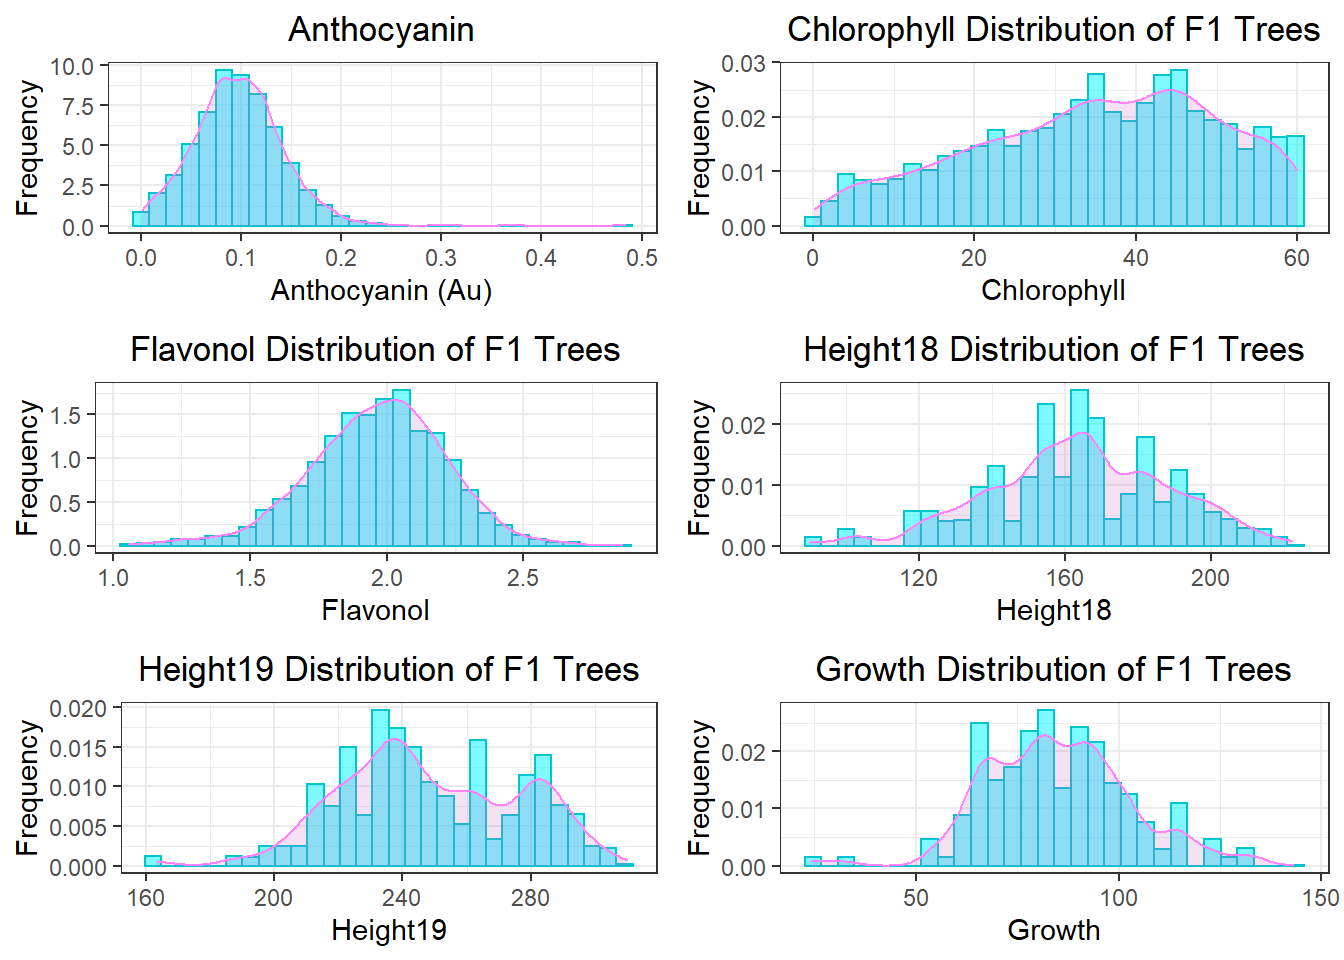 Anthocyanin
Frequency
10.0
7.5
5.0
2.5
0.0
0.0 0.1 0.2 0.3 0.4 0.5
Anthocyanin (Au)
Chlorophyll Distribution of F1 Trees
Frequency
0.03
0.02
0.01
0.00
0 20 40 60
Chlorophyll
Flavonol Distribution of F1 Trees
Frequency
1.5
1.0
0.5
0.0
1.0 1.5 2.0 2.5
Flavonol
Height18 Distribution of F1 Trees
Frequency
0.02
0.01
0.00
120 160 200
Height18
Height19 Distribution of F1 Trees
Frequency
0.020
0.015
0.010
0.005
0.000
160 200 240 280
Height19
Growth Distribution of F1 Trees
Frequency
0.02
0.01
0.00
50 100 150
Growth